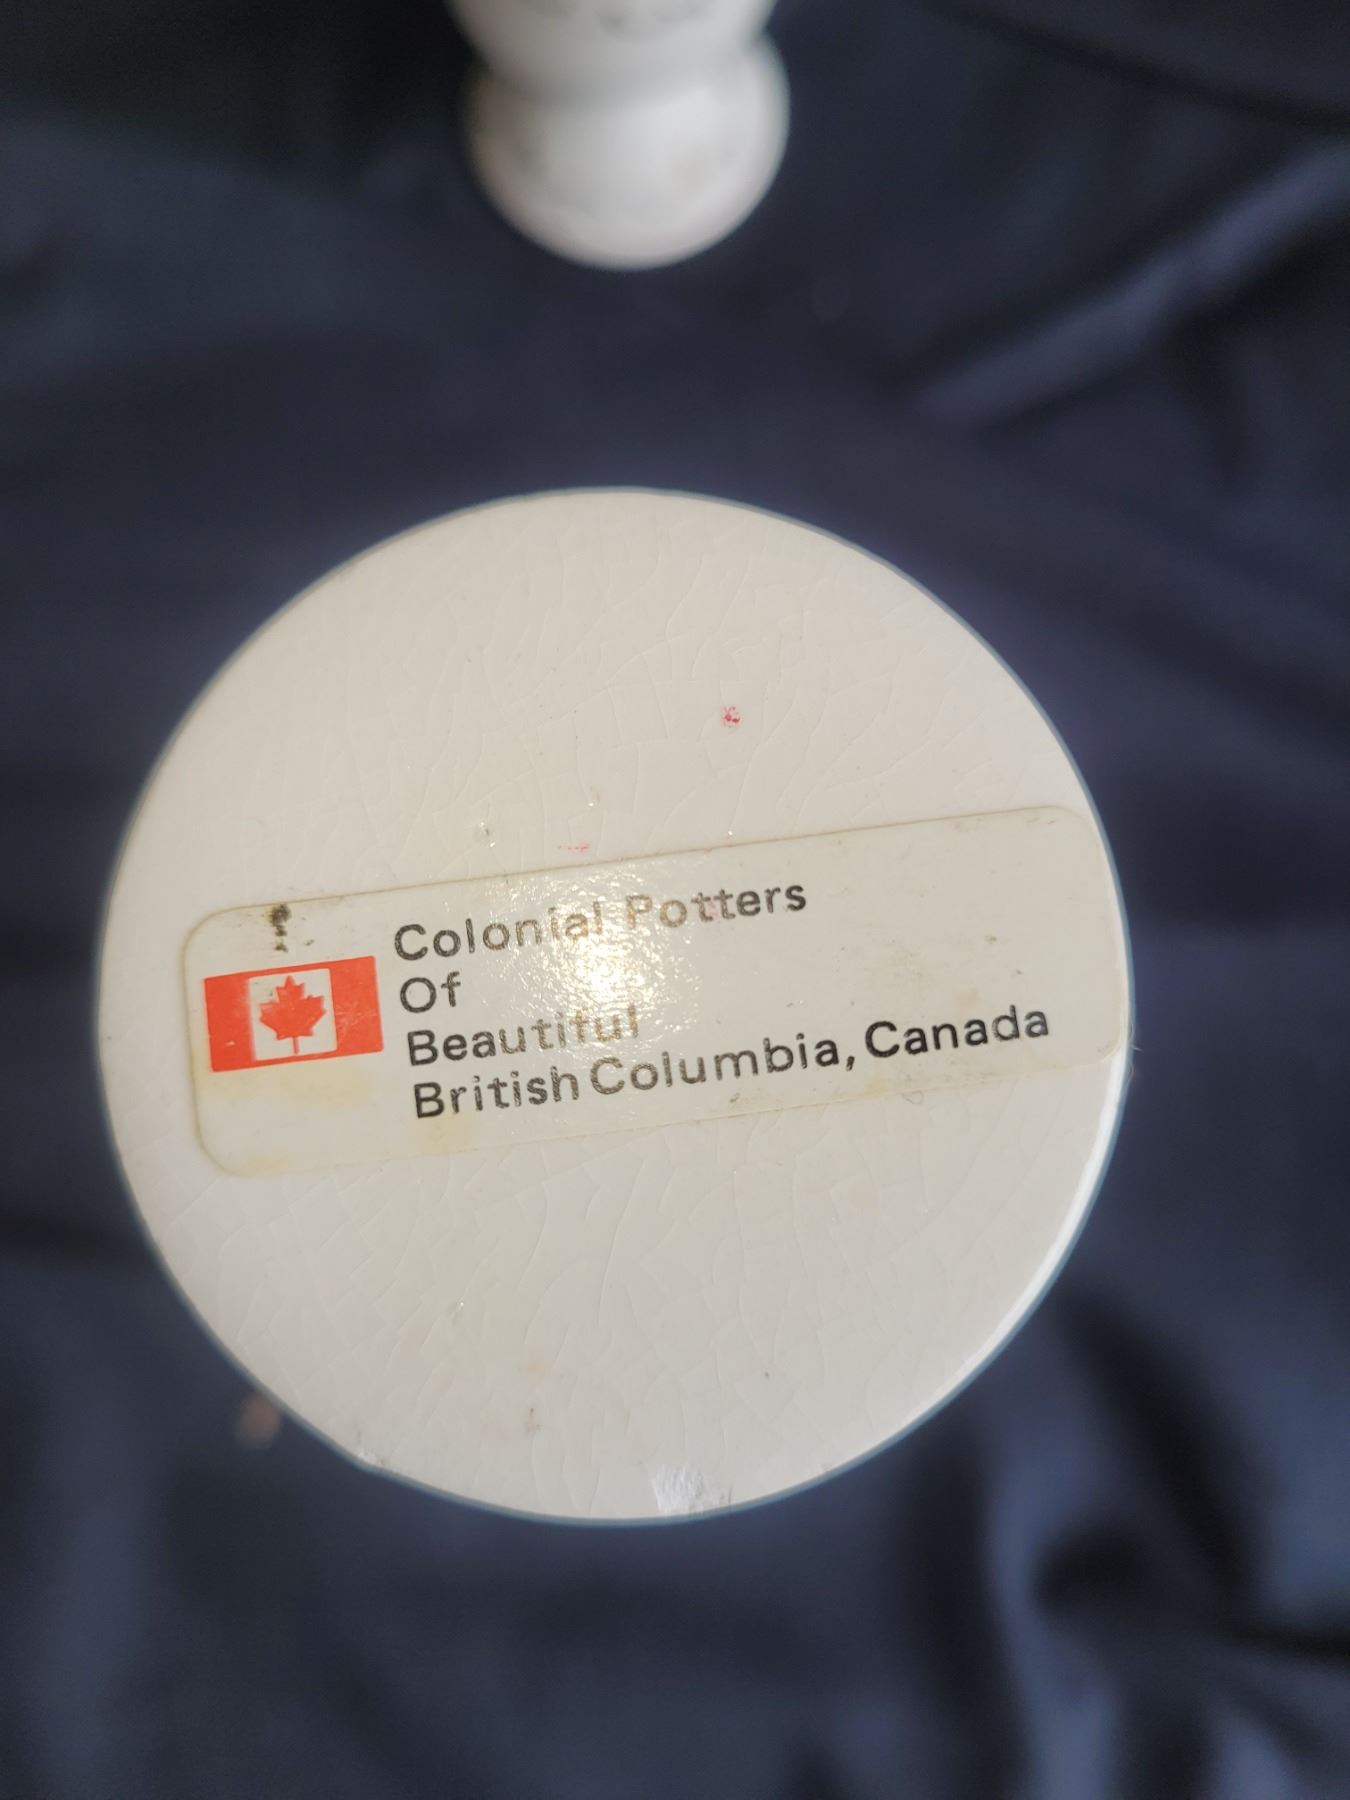 Colonial Potters
Of
Beautiful
British Columbia, Canada